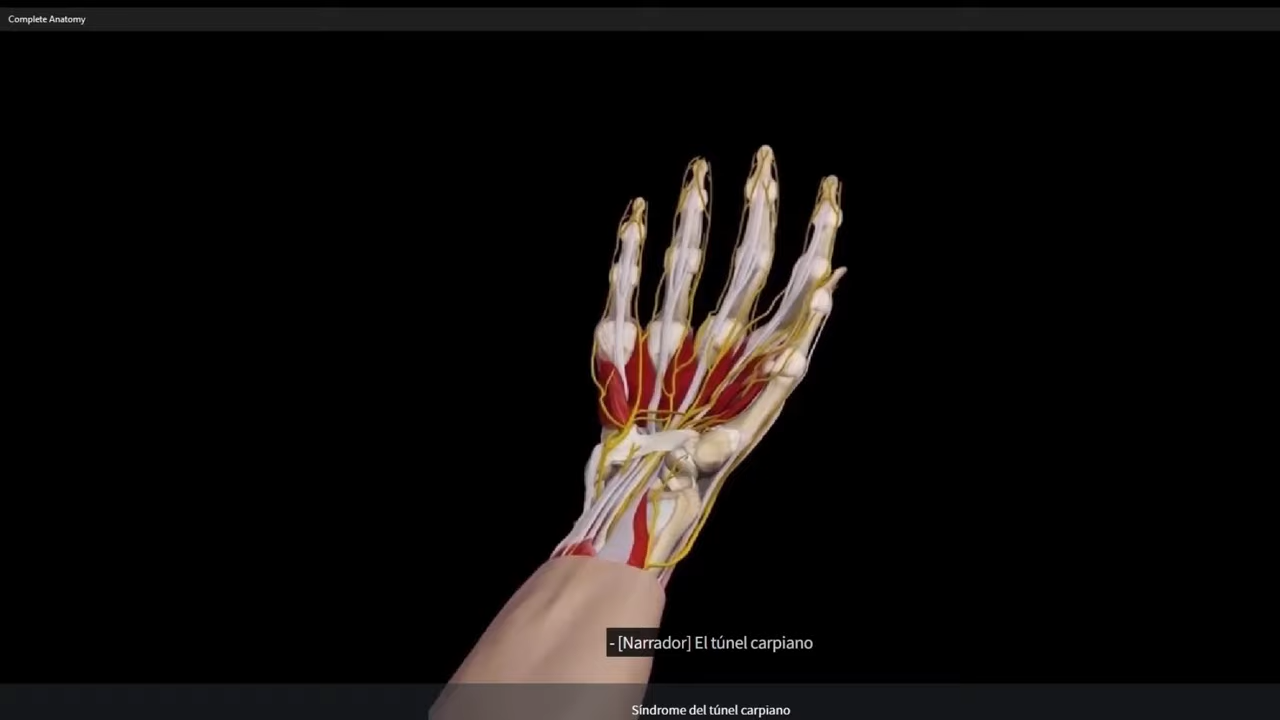 Complete Anatomy
- [Narrador] El túnel carpiano
Síndrome del túnel carpiano